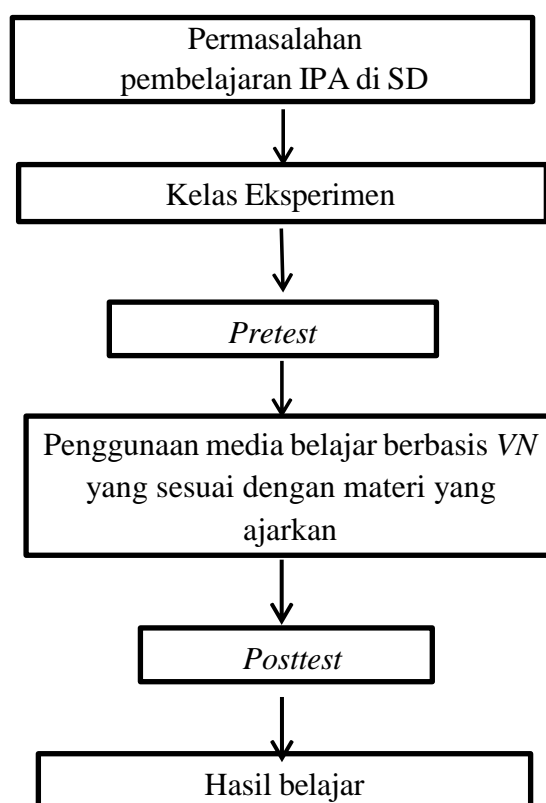 Permasalahan
pembelajaran IPA di SD
Kelas Eksperimen
Pretest
Penggunaan media belajar berbasis VN
yang sesuai dengan materi yang
ajarkan
Posttest
Hasil belajar